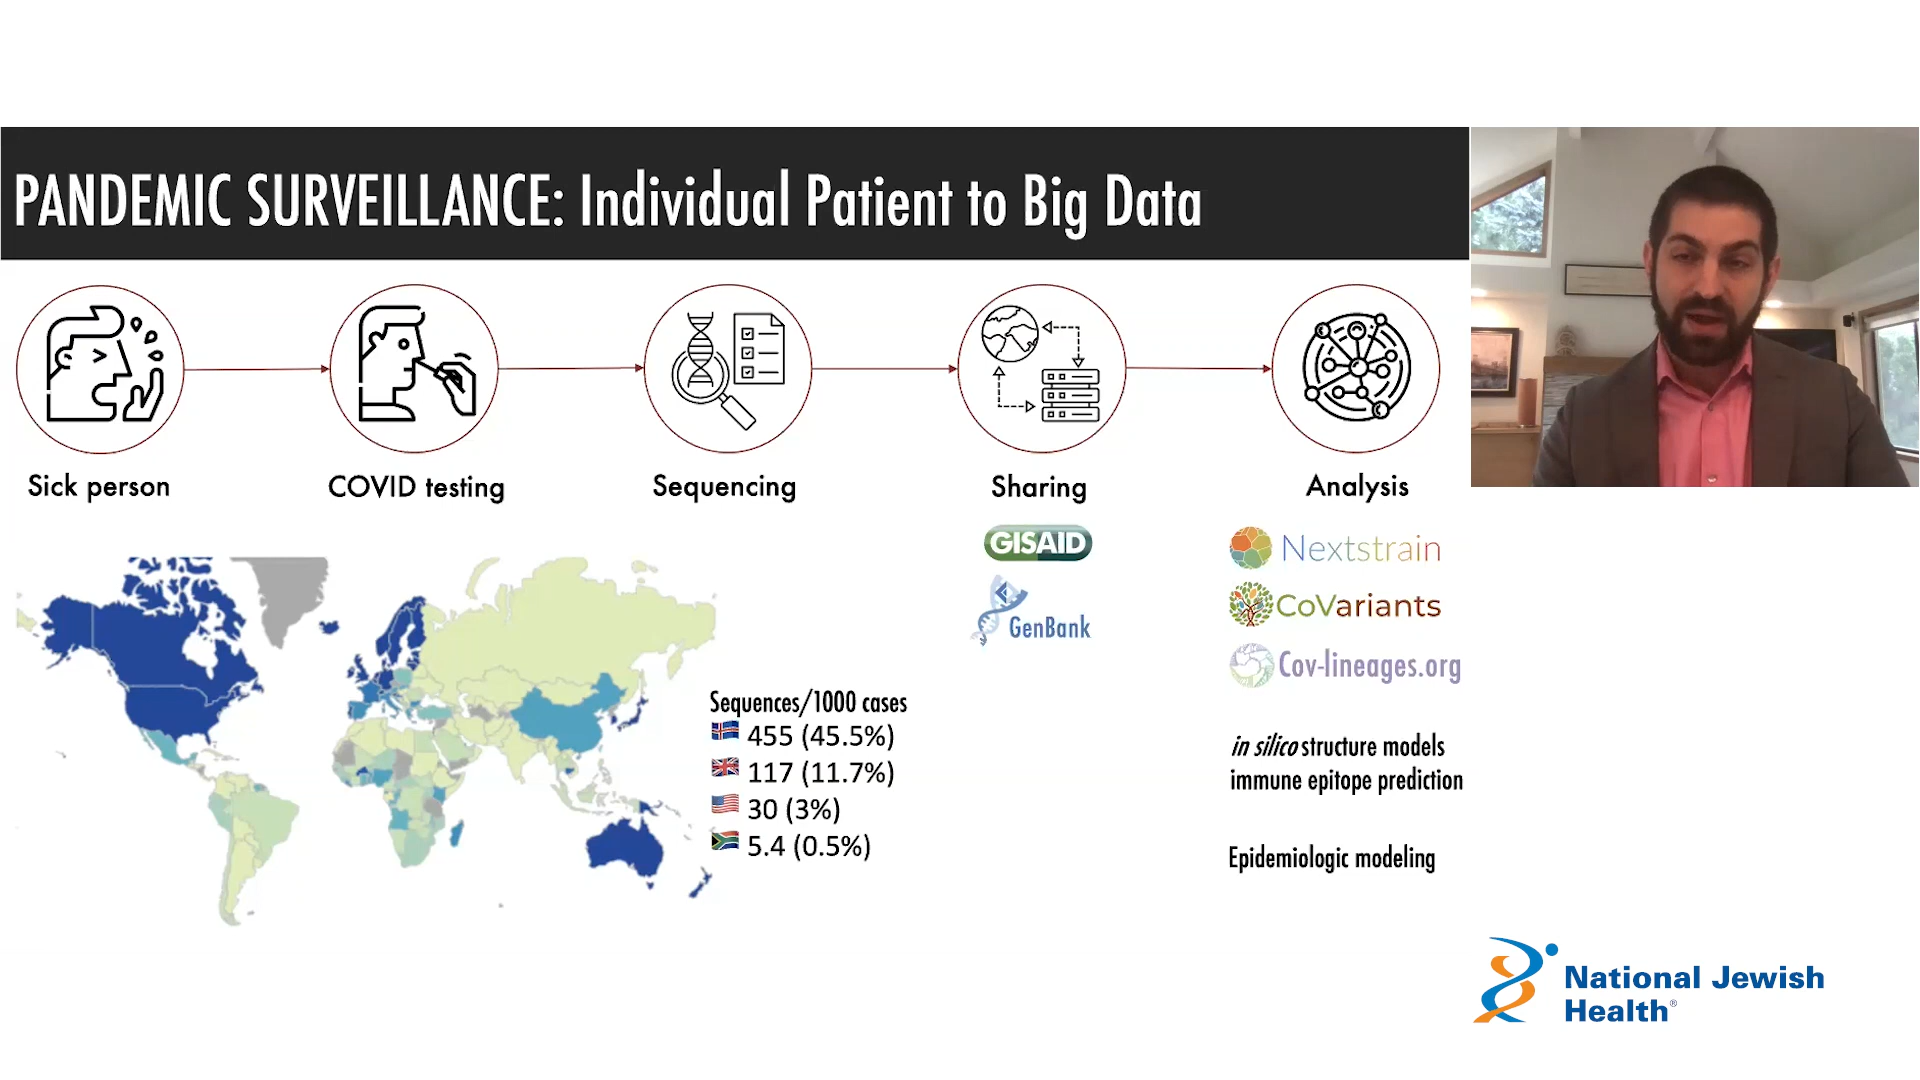 PANDEMIC SURVEILLANCE: Individual Patient to Big Data
Sick person
COVID testing
Sequencing
Sharing
Analysis
GISAID
GenBank
Nextstrain
CoVariants
Cov-lineages.org
Sequences/1000 cases
455 (45.5%)
117 (11.7%)
30 (3%)
5.4 (0.5%)
in silico structure models
immune epitope prediction
Epidemiologic modeling
National Jewish
Health®